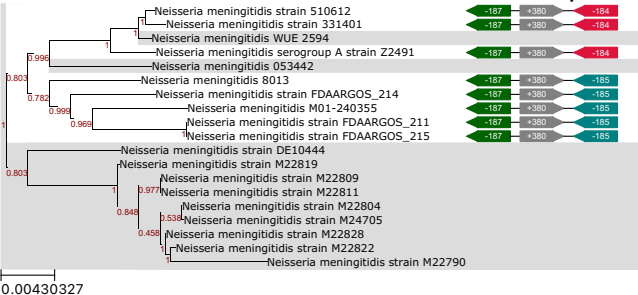 Neisseria meningitidis strain 510612 -187 +380 -184
1 Neisseria meningitidis strain 331401 -187 +380 -184
1 Neisseria meningitidis WUE 2594
1 Neisseria meningitidis serogroup A strain Z2491 -187 +380 -184
0.996 Neisseria meningitidis 053442
0.803 Neisseria meningitidis 8013 -187 +380 -185
0.782 Neisseria meningitidis strain FDAARGOS_214 -187 +380 -185
0.999 Neisseria meningitidis M01-240355 -187 +380 -185
1 0.969 Neisseria meningitidis strain FDAARGOS_211 -187 +380 -185
1 Neisseria meningitidis strain FDAARGOS_215 -187 +380 -185
Neisseria meningitidis strain DE10444
0.803 Neisseria meningitidis strain M22819
Neisseria meningitidis strain M22809
1 0.977 Neisseria meningitidis strain M22811
0.848 Neisseria meningitidis strain M22804
0.538 Neisseria meningitidis strain M24705
0.458 Neisseria meningitidis strain M22828
1 1 Neisseria meningitidis strain M22822
Neisseria meningitidis strain M22790
0.00430327